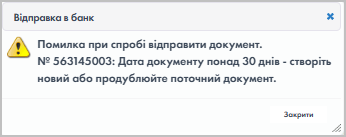 Відправка в банк
Помилка при спробі відправити документ.
№ 563145003: Дата документу понад 30 днів - створіть
новий або продублюйте поточний документ.
Закрити